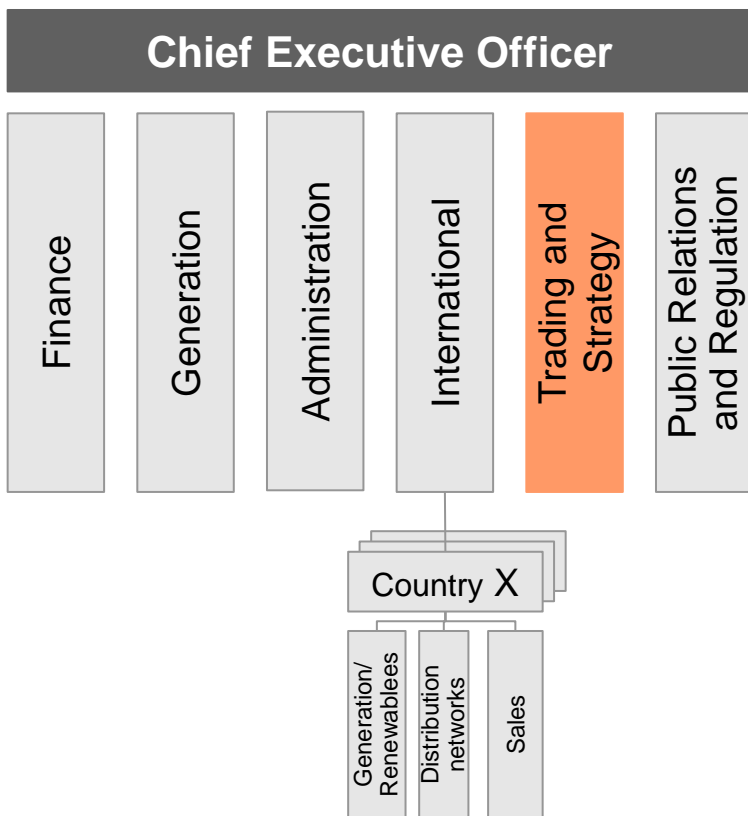 Chief Executive Officer
Finance
Generation
Administration
International
Trading and
Strategy
Public Relations
and Regulation
Country X
Generation/
Renewablees
Distribution
networks
Sales